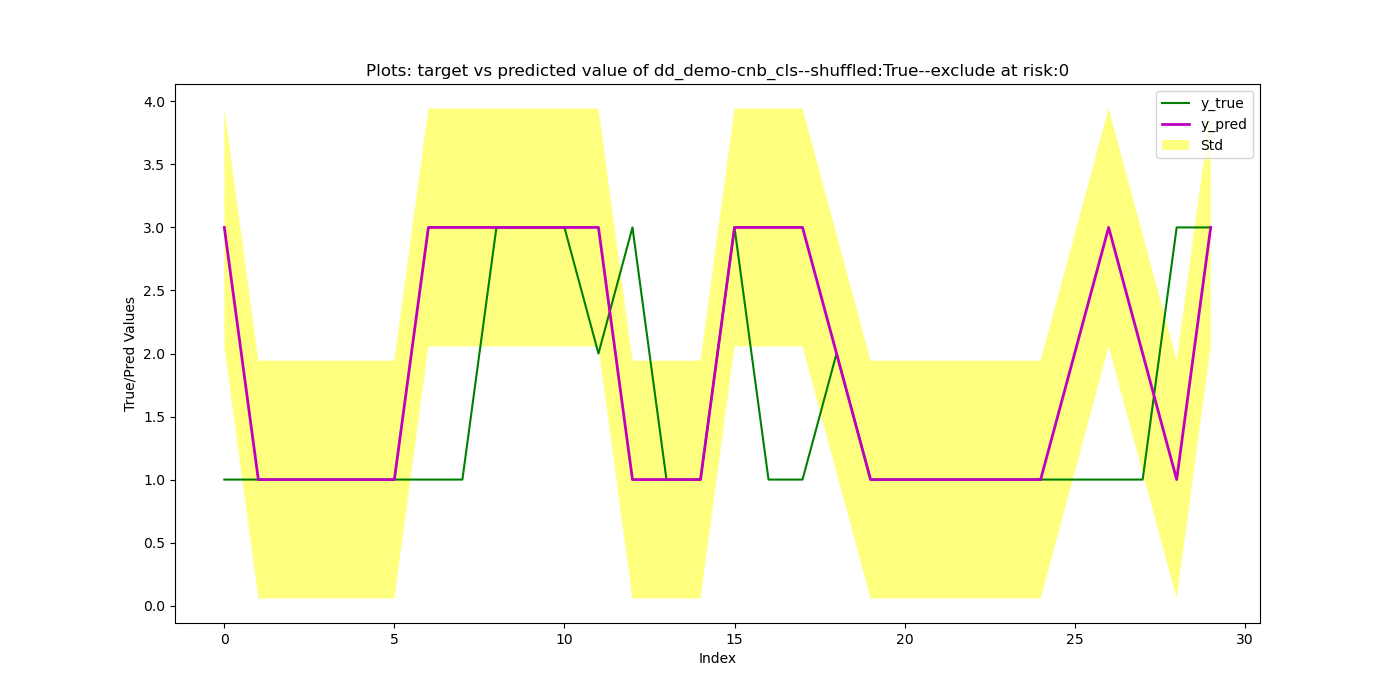 Plots: target vs predicted value of dd_demo-cnb_cls--shuffled:True--exclude at risk:0
y_true
y_pred
Std
True/Pred Values
4.0
3.5
3.0
2.5
2.0
1.5
1.0
0.5
0.0
0 5 10 15 20 25 30
Index